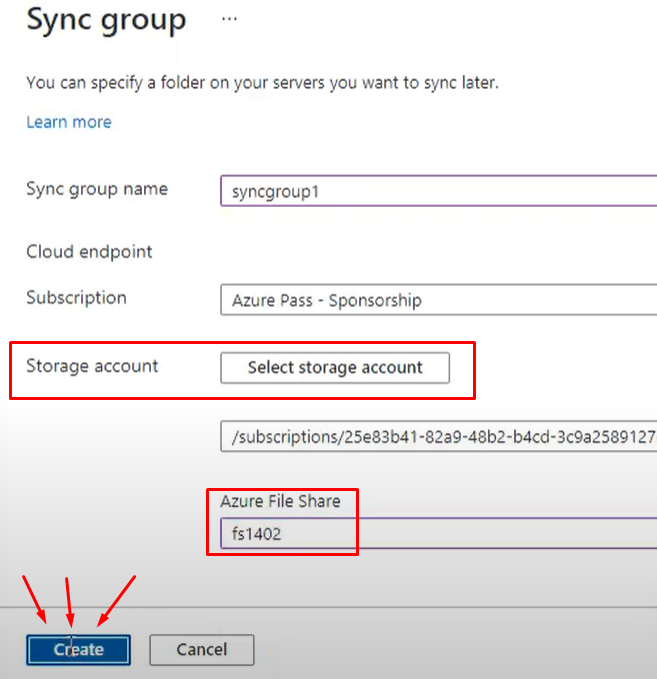 Sync group ...
You can specify a folder on your servers you want to sync later.
Learn more
Sync group name
syncgroup1
Cloud endpoint
Subscription
Azure Pass - Sponsorship
Storage account
Select storage account
/subscriptions/25e83b41-82a9-48b2-b4cd-3c9a2589127
Azure File Share
fs1402
Create
Cancel